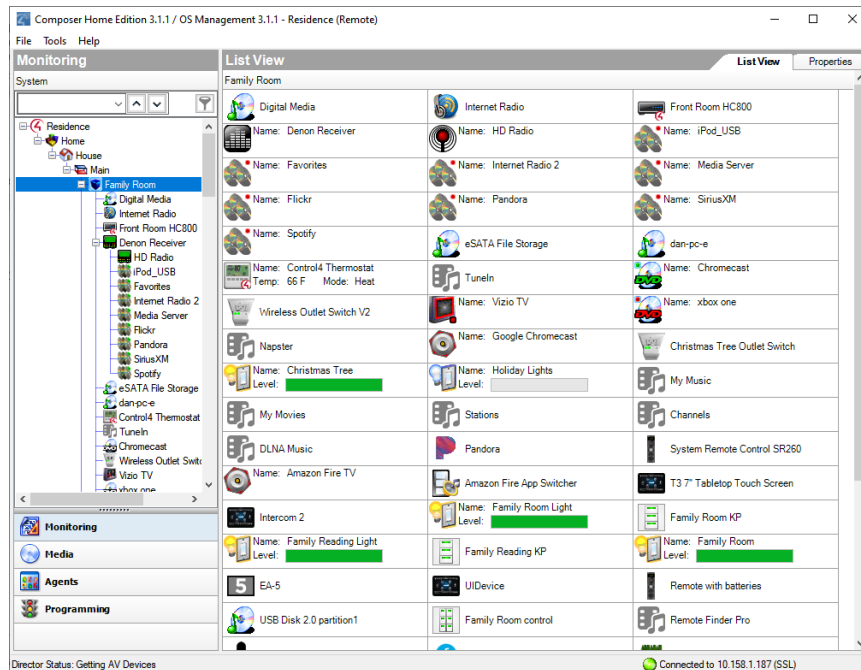 Composer Home Edition 3.1.1 / OS Management 3.1.1 - Residence (Remote)
File Tools Help
Monitoring
System
Residence
Home
House
Main
Family Room
Digital Media
Internet Radio
Front Room HC800
Denon Receiver
HD Radio
iPod_USB
Favorites
Internet Radio 2
Media Server
Flickr
Pandora
SiriusXM
Spotify
eSATA File Storage
dan-pc-e
Control4 Thermostat
TuneIn
Chromecast
Wireless Outlet Switc
Vizio TV
xbox one
Monitoring
Media
Agents
Programming
List View
List View Properties
Family Room
Digital Media Internet Radio Front Room HC800
Name: Denon Receiver Name: HD Radio Name: iPod_USB
Name: Favorites Name: Internet Radio 2 Name: Media Server
Name: Flickr Name: Pandora Name: SiriusXM
Name: Spotify eSATA File Storage dan-pc-e
Name: Control4 Thermostat TuneIn Name: Chromecast
Temp: 66 F Mode: Heat
Wireless Outlet Switch V2 Name: Vizio TV Name: xbox one
Napster Name: Google Chromecast Christmas Tree Outlet Switch
Name: Christmas Tree Name: Holiday Lights My Music
Level: Level:
My Movies Stations Channels
DLNA Music Pandora System Remote Control SR260
Name: Amazon Fire TV Amazon Fire App Switcher T3 7" Tabletop Touch Screen
Intercom 2 Name: Family Room Light Family Room KP
Level:
Name: Family Reading Light Family Reading KP Name: Family Room
Level: Level:
5 EA-5 UIDevice Remote with batteries
USB Disk 2.0 partition1 Family Room control Remote Finder Pro
Director Status: Getting AV Devices Connected to 10.158.1.187 (SSL)